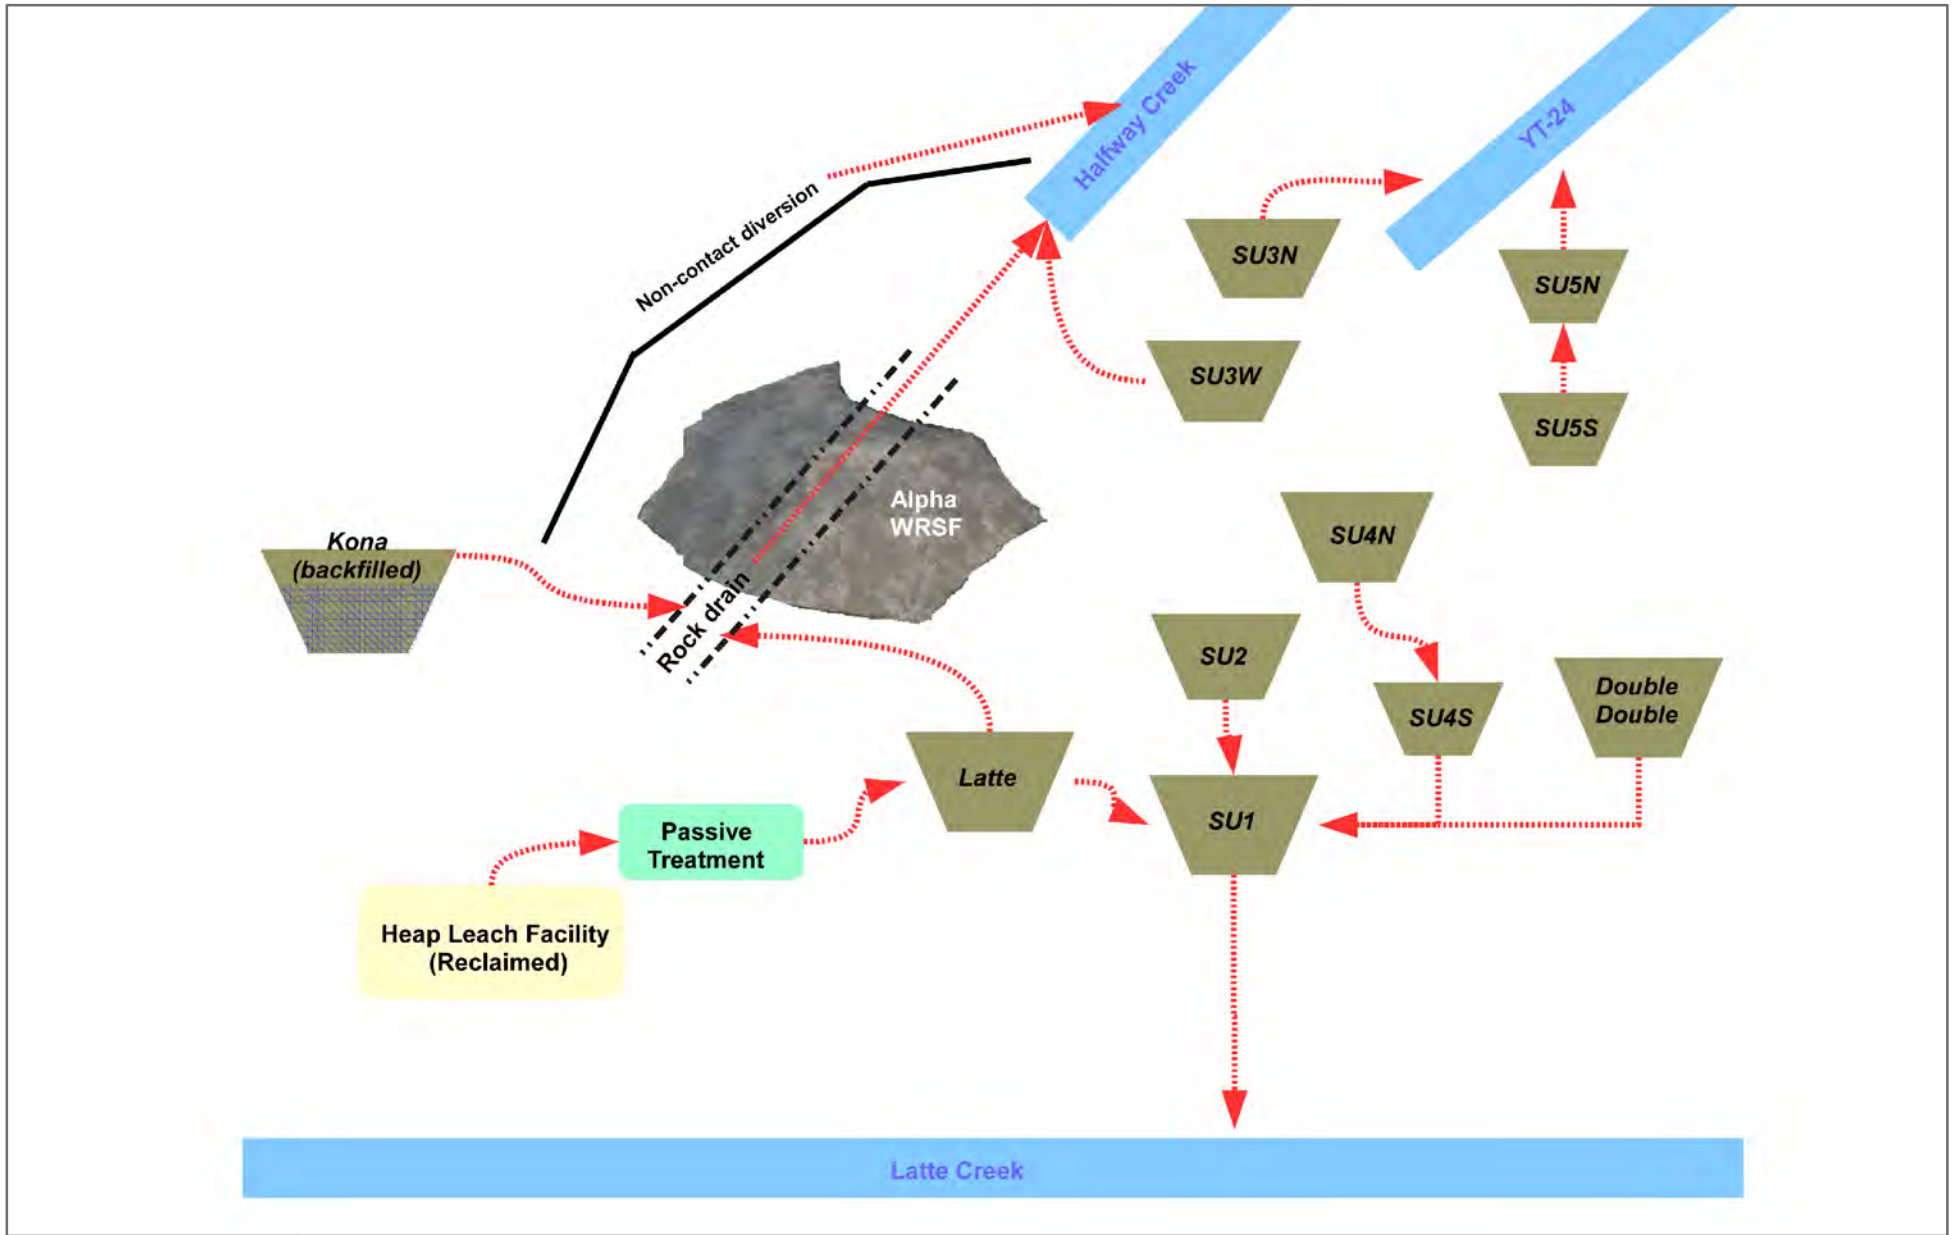 Halfway Creek
YT-24
Non-contact diversion
SU3N
SU5N
SU3W
SU5S
Alpha
WRSF
Kona
(backfilled)
SU4N
Rock drain
SU2
Double
Double
SU4S
Latte
SU1
Passive
Treatment
Heap Leach Facility
(Reclaimed)
Latte Creek